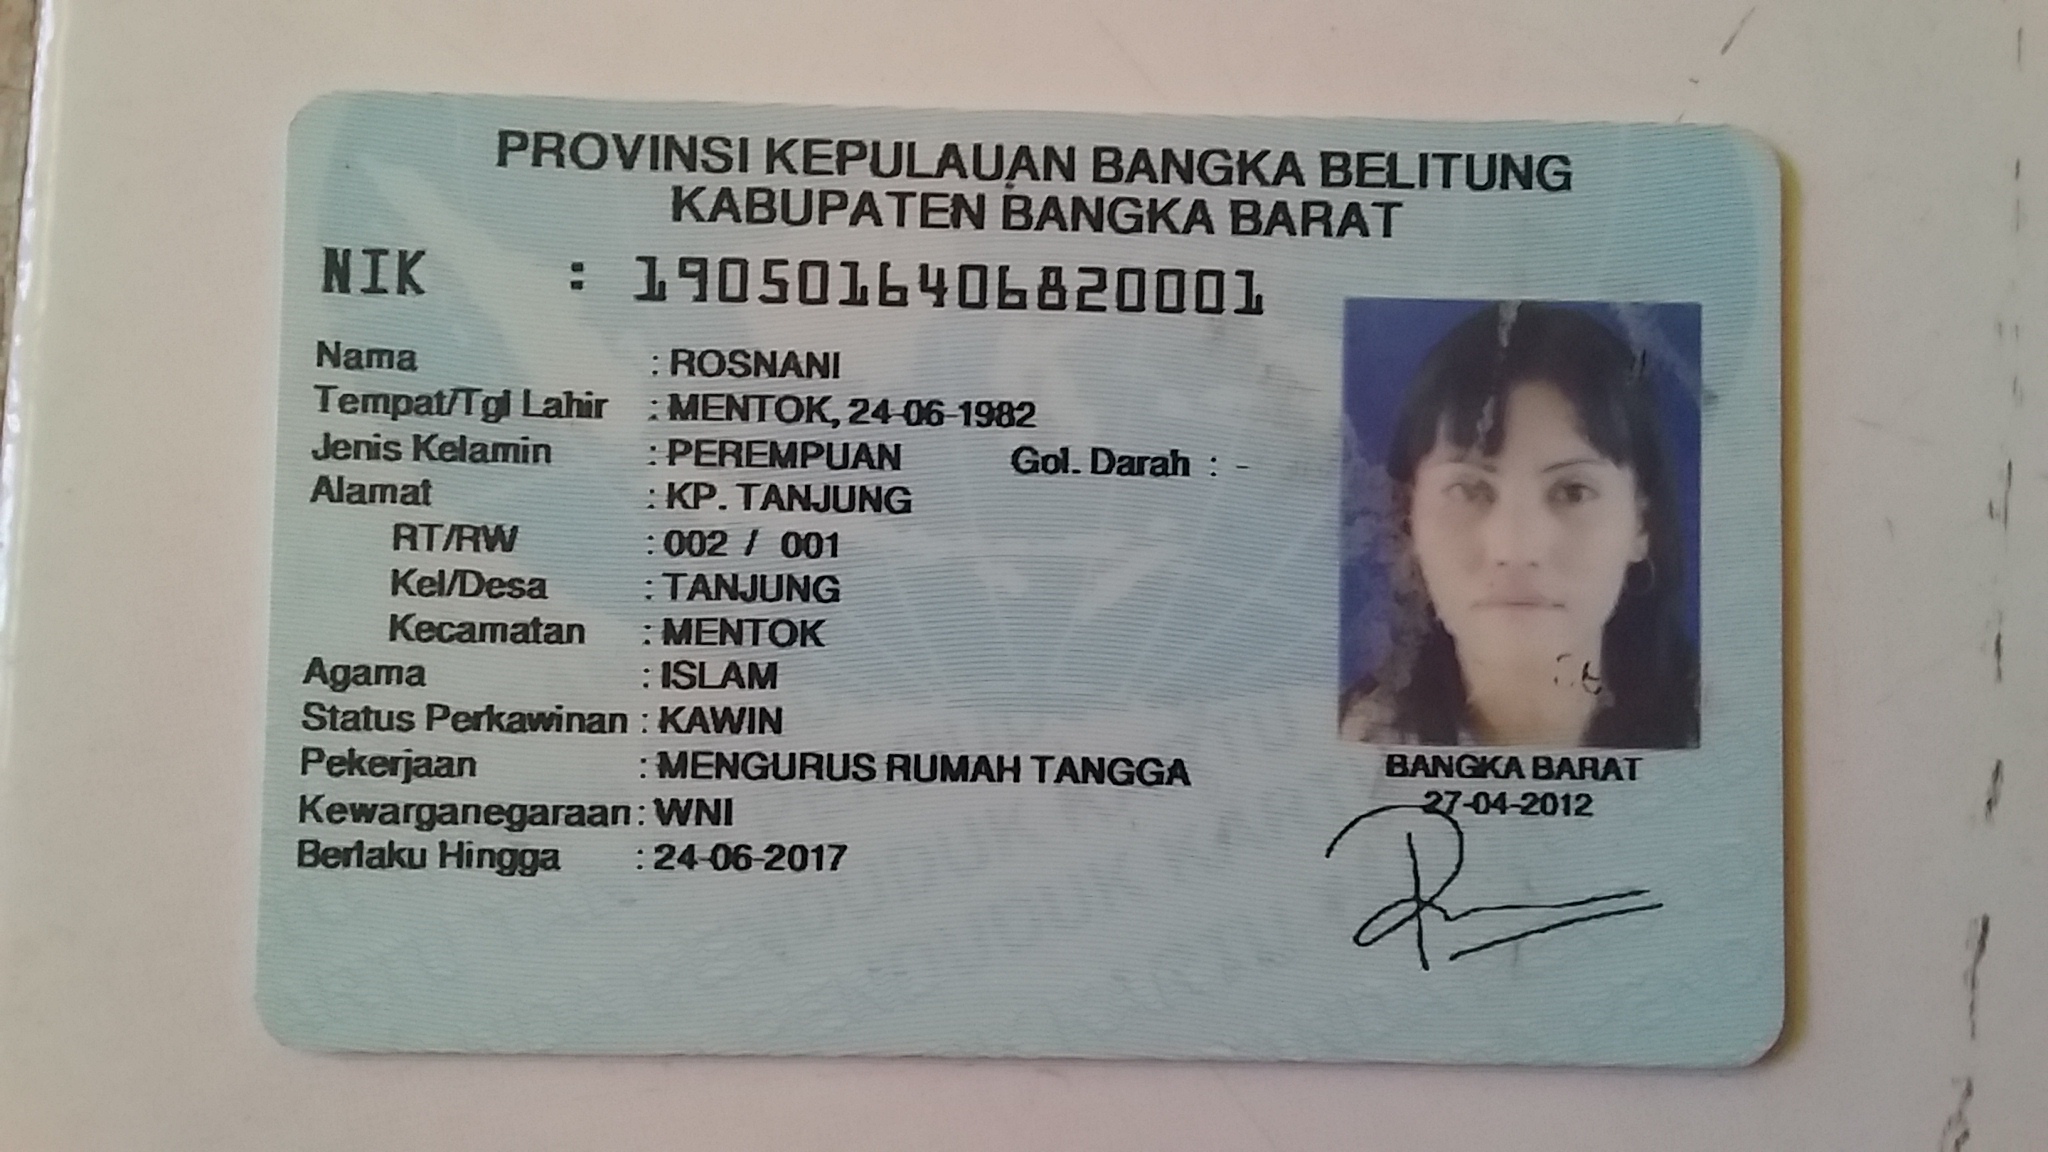 PROVINSI KEPULAUAN BANGKA BELITUNG
KABUPATEN BANGKA BARAT
NIK : 1905016406820001
Nama : ROSNANI
Tempat/Tgl Lahir : MENTOK, 24-06-1982
Jenis Kelamin : PEREMPUAN Gol. Darah : -
Alamat : KP. TANJUNG
RT/RW : 002 / 001
Kel/Desa : TANJUNG
Kecamatan : MENTOK
Agama : ISLAM
Status Perkawinan : KAWIN
Pekerjaan : MENGURUS RUMAH TANGGA
Kewarganegaraan : WNI
Berlaku Hingga : 24-06-2017
BANGKA BARAT
27-04-2012